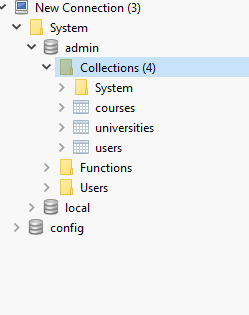 New Connection (3)
System
admin
Collections (4)
System
courses
universities
users
Functions
Users
local
config